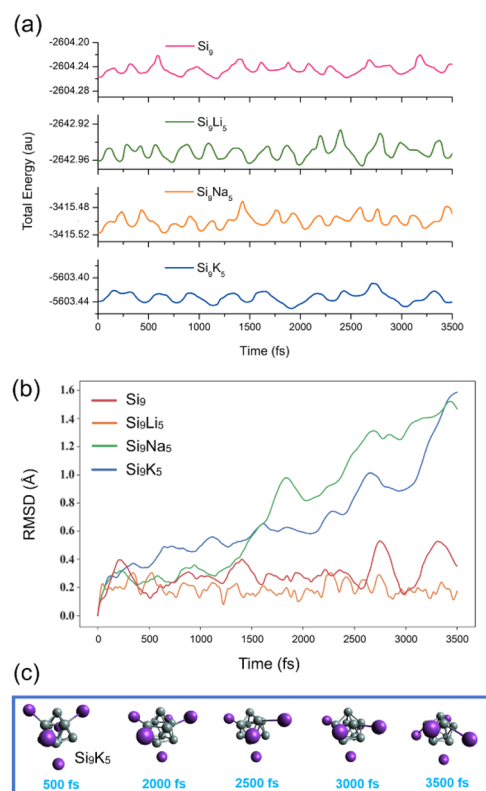 (a)
-2604.20
-2604.24
-2604.28
Si₉
-2642.92
-2642.96
Si₉Li₅
-3415.48
-3415.52
Si₉Na₅
-5603.40
-5603.44
Si₉K₅
Total Energy (au)
0 500 1000 1500 2000 2500 3000 3500
Time (fs)
(b)
1.6
1.4
1.2
1.0
0.8
0.6
0.4
0.2
0.0
Si₉
Si₉Li₅
Si₉Na₅
Si₉K₅
RMSD (Å)
0 500 1000 1500 2000 2500 3000 3500
Time (fs)
(c)
Si₉K₅
500 fs 2000 fs 2500 fs 3000 fs 3500 fs